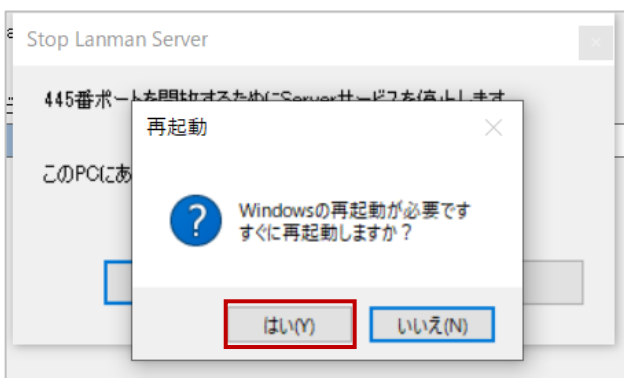 Stop Lanman Server
445番ポートを開放するためにServerサービスを停止します
再起動
このPCにあ
Windowsの再起動が必要です
すぐに再起動しますか？
はい(Y)
いいえ(N)